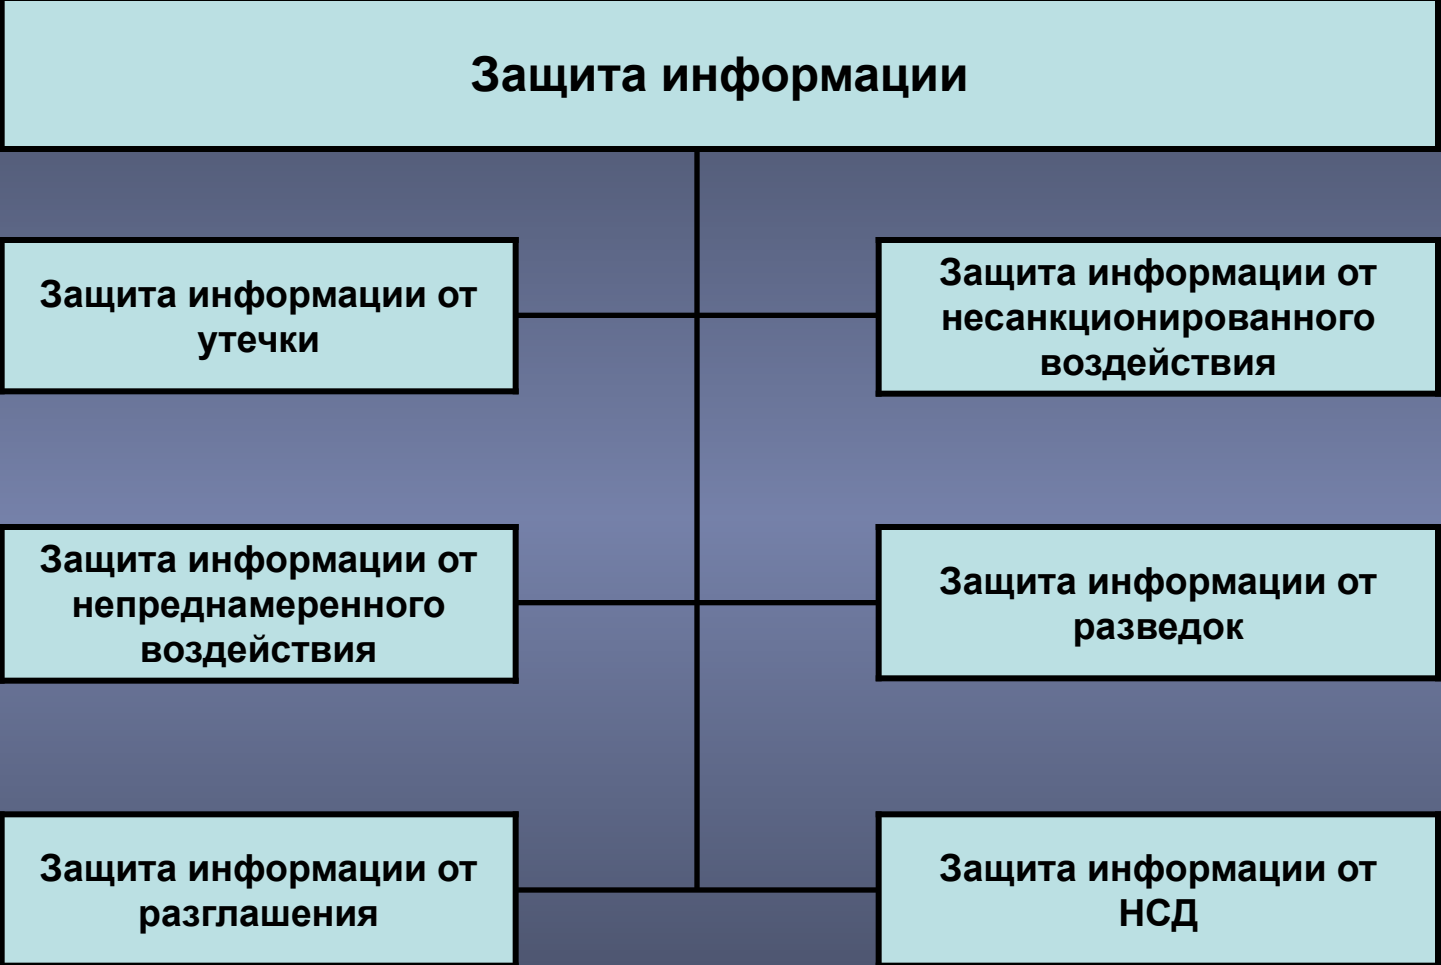 Защита информации
Защита информации от
утечки
Защита информации от
несанкционированного
воздействия
Защита информации от
непреднамеренного
воздействия
Защита информации от
разведок
Защита информации от
разглашения
Защита информации от
НСД